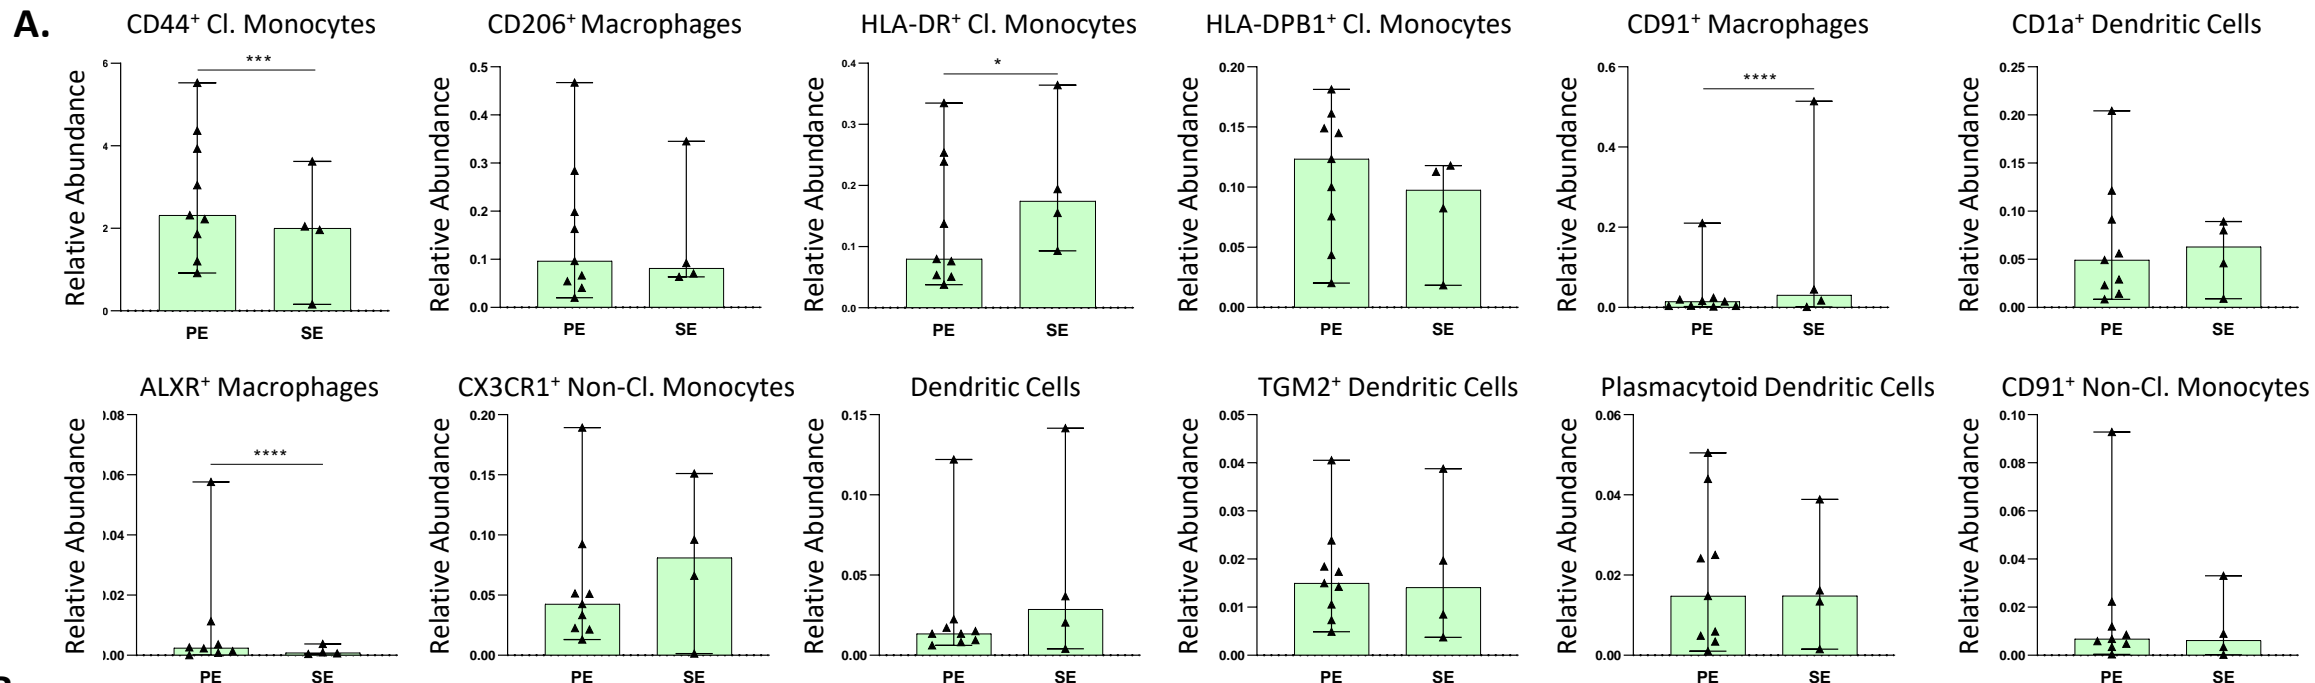 A.
CD44+ Cl. Monocytes
Relative Abundance
6
4
2
0
***
PE SE
CD206+ Macrophages
Relative Abundance
0.5
0.4
0.3
0.2
0.1
0.0
PE SE
HLA-DR+ Cl. Monocytes
Relative Abundance
0.4
0.3
0.2
0.1
0.0
*
PE SE
HLA-DPB1+ Cl. Monocytes
Relative Abundance
0.20
0.15
0.10
0.05
0.00
PE SE
CD91+ Macrophages
Relative Abundance
0.6
0.4
0.2
0.0
****
PE SE
CD1a+ Dendritic Cells
Relative Abundance
0.25
0.20
0.15
0.10
0.05
0.00
PE SE
ALXR+ Macrophages
Relative Abundance
.08
.06
.04
.02
.00
****
PE SE
CX3CR1+ Non-Cl. Monocytes
Relative Abundance
0.20
0.15
0.10
0.05
0.00
PE SE
Dendritic Cells
Relative Abundance
0.15
0.10
0.05
0.00
PE SE
TGM2+ Dendritic Cells
Relative Abundance
0.05
0.04
0.03
0.02
0.01
0.00
PE SE
Plasmacytoid Dendritic Cells
Relative Abundance
0.06
0.04
0.02
0.00
PE SE
CD91+ Non-Cl. Monocytes
Relative Abundance
0.10
0.08
0.06
0.04
0.02
0.00
PE SE